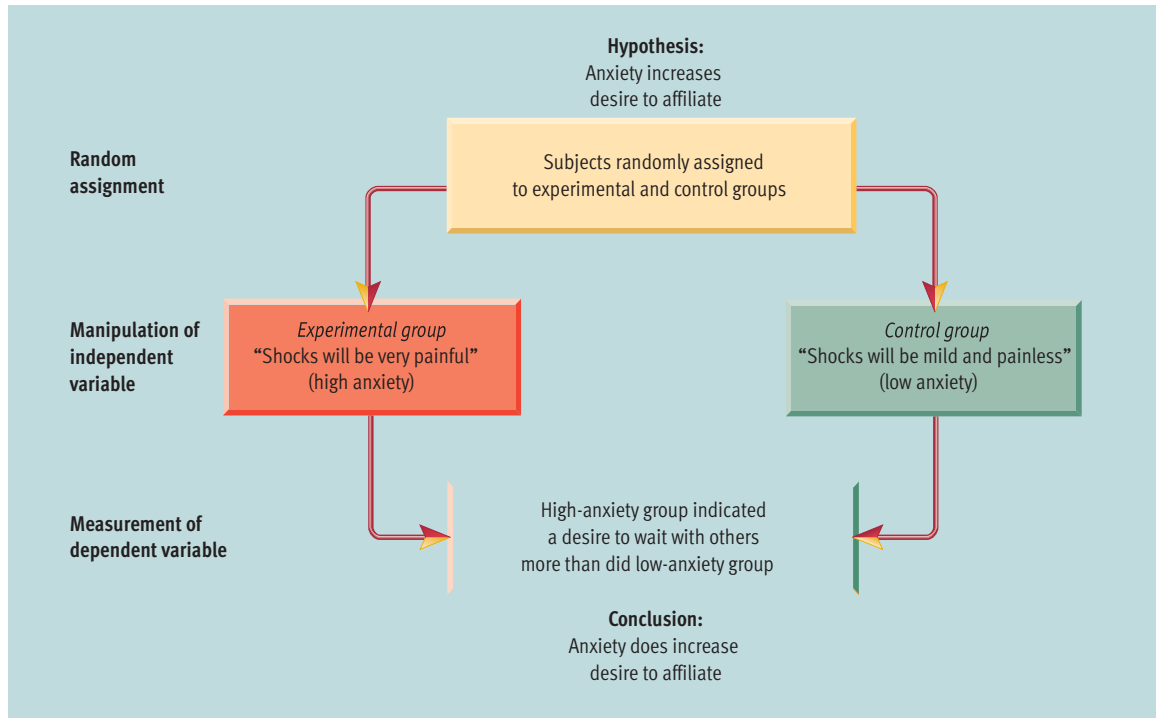 Hypothesis:
Anxiety increases
desire to affiliate
Random
assignment
Subjects randomly assigned
to experimental and control groups
Manipulation of
independent
variable
Experimental group
“Shocks will be very painful”
(high anxiety)
Control group
“Shocks will be mild and painless”
(low anxiety)
Measurement of
dependent variable
High-anxiety group indicated
a desire to wait with others
more than did low-anxiety group
Conclusion:
Anxiety does increase
desire to affiliate